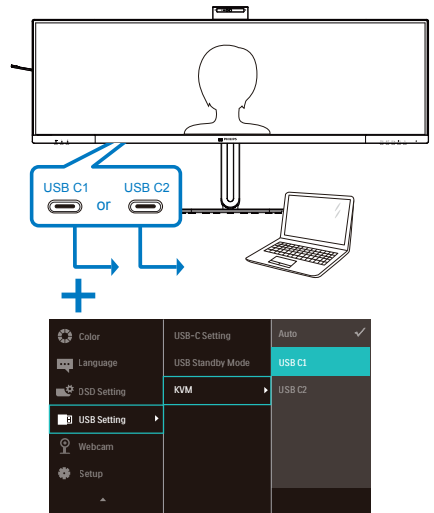 PHILIPS
USB C1 or USB C2
Color USB-C Setting Auto
Language USB Standby Mode USB C1
OSD Setting KVM USB C2
USB Setting
Webcam
Setup